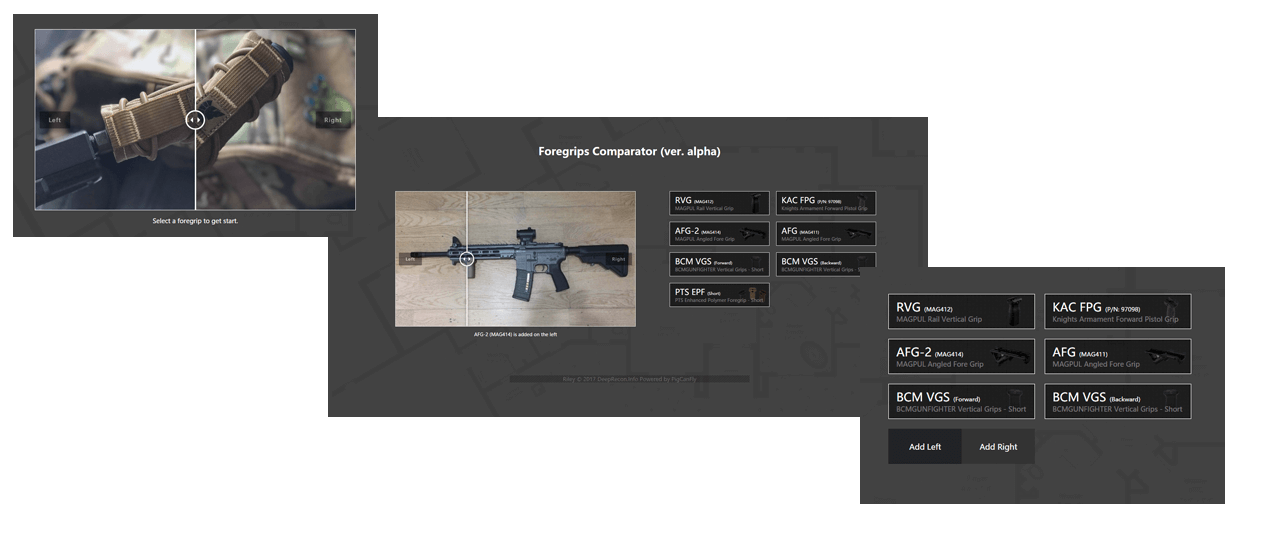 Left
Right
Select a foregrip to get start.
Foregrips Comparator (ver. alpha)
Left
Right
AFG-2 (MAG414) is added on the left
RVG (MAG412)
MAGPUL Rail Vertical Grip
KAC FPG (P/N: 97098)
Knights Armament Forward Pistol Grip
AFG-2 (MAG414)
MAGPUL Angled Fore Grip
AFG (MAG411)
MAGPUL Angled Fore Grip
BCM VGS (Forward)
BCMGUNFIGHTER Vertical Grips - Short
BCM VGS (Backward)
BCMGUNFIGHTER Vertical Grips -
PTS EPF (Short)
PTS Enhanced Polymer Foregrip - Short
Riley © 2017 DeepRecon.Info Powered by PigCanFly
RVG (MAG412)
MAGPUL Rail Vertical Grip
KAC FPG (P/N: 97098)
Knights Armament Forward Pistol Grip
AFG-2 (MAG414)
MAGPUL Angled Fore Grip
AFG (MAG411)
MAGPUL Angled Fore Grip
BCM VGS (Forward)
BCMGUNFIGHTER Vertical Grips - Short
BCM VGS (Backward)
BCMGUNFIGHTER Vertical Grips - Short
Add Left
Add Right